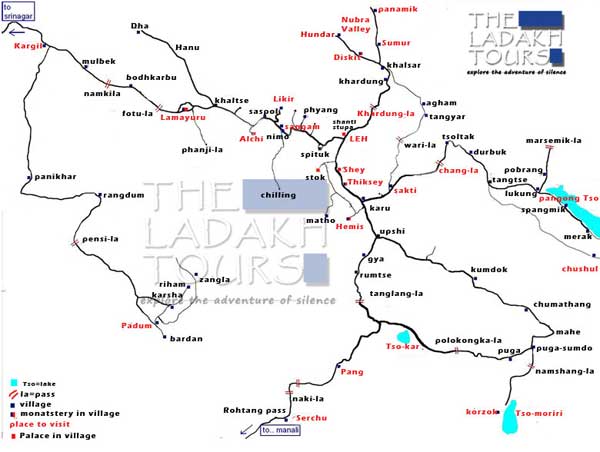 to
srinagar
THE
LADAKH
TOURS
explore the adventure of silence
panamik
Nubra
Valley
Hundar
Sumur
Diskit
khalsar
khardung
Dha
Hanu
Kargil
mulbek
bodhkarbu
namkila
fotu-la
Lamayuru
khaltse
Likir
saspol
phyang
saspam
nimo
Alchi
shanti
stupa
LEH
Khardung-la
agham
tangyar
wari-la
tsoltak
durbuk
marsemik-la
phanji-la
spituk
stok
Shey
Thiksey
chang-la
tangtse
pobrang
lukung
pangong Tso
spangmik
merak
chushul
panikhar
rangdum
chilling
sakti
karu
matho
Hemis
upshi
THE
LADAKH
TOURS
explore the adventure of silence
pensi-la
gya
rumtse
kumdok
zangla
riham
karsha
tanglang-la
chumathang
Padum
bardan
mahe
Tso-kar
polokongka-la
puga
puga-sumdo
namshang-la
Pang
naki-la
korzok
Tso-moriri
Rohtang pass
Serchu
to.. manali
Tso=lake
la=pass
village
monatstery in village
place to visit
Palace in village